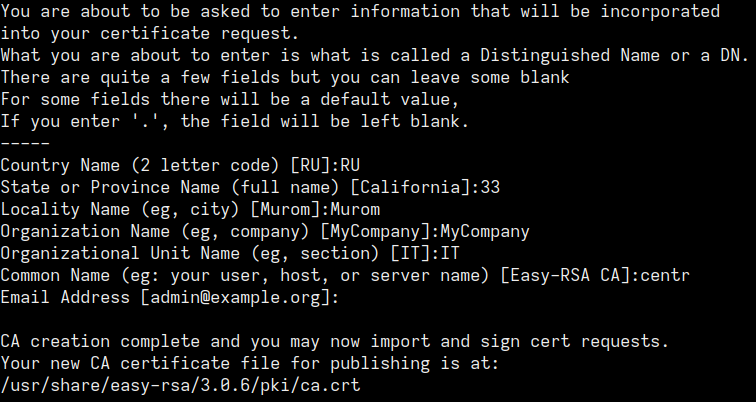 You are about to be asked to enter information that will be incorporated
into your certificate request.
What you are about to enter is what is called a Distinguished Name or a DN.
There are quite a few fields but you can leave some blank
For some fields there will be a default value,
If you enter '.', the field will be left blank.
-----
Country Name (2 letter code) [RU]:RU
State or Province Name (full name) [California]:33
Locality Name (eg, city) [Murom]:Murom
Organization Name (eg, company) [MyCompany]:MyCompany
Organizational Unit Name (eg, section) [IT]:IT
Common Name (eg: your user, host, or server name) [Easy-RSA CA]:centr
Email Address [admin@example.org]:

CA creation complete and you may now import and sign cert requests.
Your new CA certificate file for publishing is at:
/usr/share/easy-rsa/3.0.6/pki/ca.crt